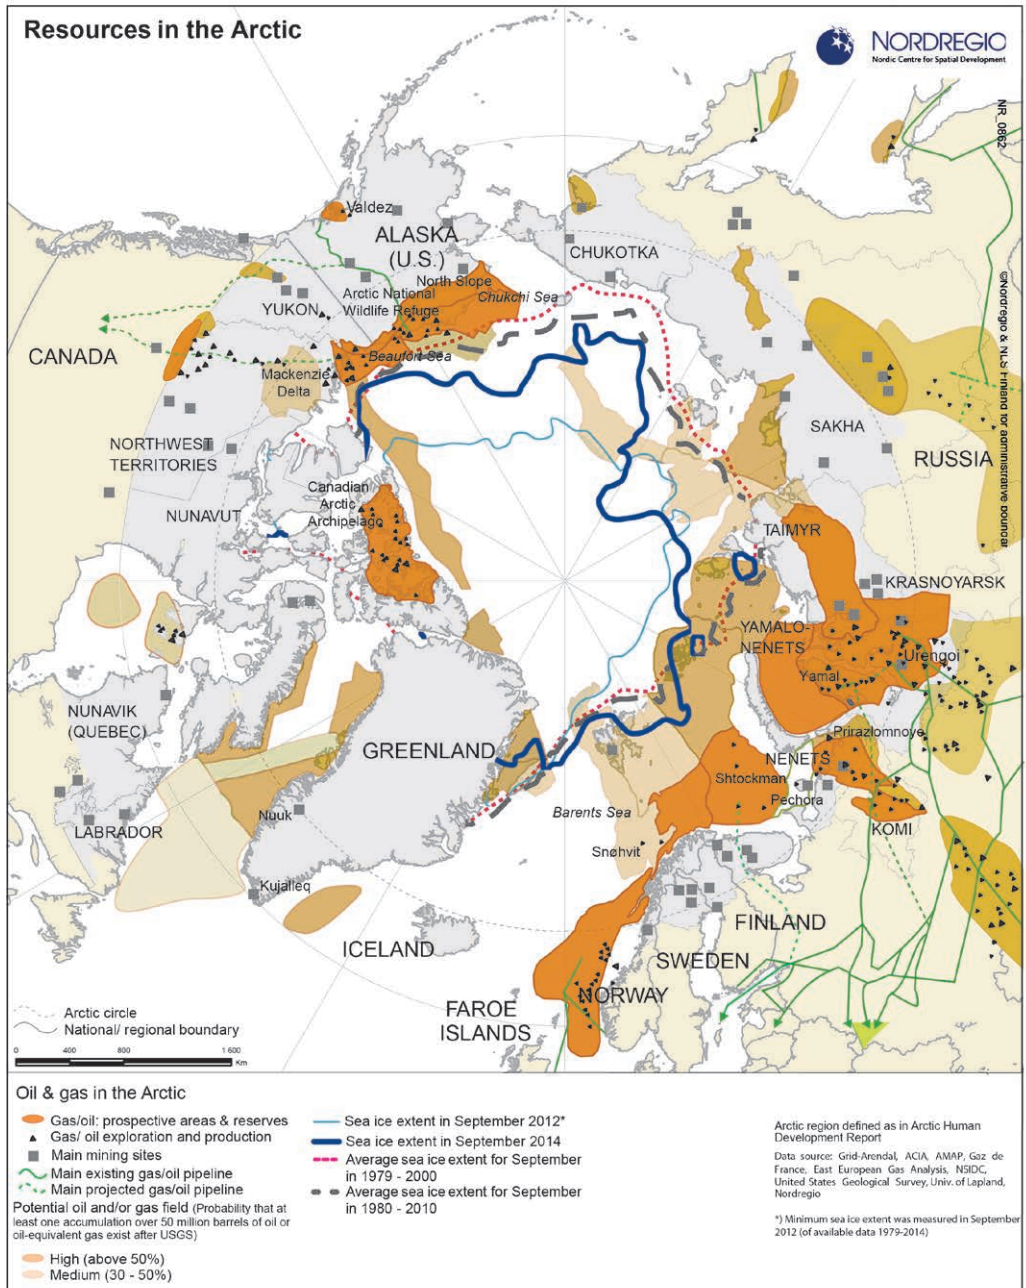 Resources in the Arctic
NORDREGIO
Nordic Centre for Spatial Development
NR_0862
©Nordregio & NLS Finland for administrative boundar
Valdez
ALASKA
(U.S.)
CHUKOTKA
North Slope
Chukchi Sea
Arctic National
Wildlife Refuge
YUKON
Beaufort Sea
CANADA
Mackenzie
Delta
SAKHA
NORTHWEST
TERRITORIES
RUSSIA
Canadian
Arctic
Archipelago
NUNAVUT
TAIMYR
KRASNOYARSK
YAMALO-
NENETS
Urengoi
Yamal
NUNAVIK
(QUEBEC)
Prirazlomnoye
GREENLAND
NENETS
Shtockman
Pechora
Barents Sea
Nuuk
LABRADOR
KOMI
Snøhvit
Kujalleq
FINLAND
ICELAND
SWEDEN
NORWAY
FAROE
ISLANDS
Arctic circle
National/ regional boundary
0 400 800 1 600
Km
Oil & gas in the Arctic
Gas/oil: prospective areas & reserves
Gas/ oil exploration and production
Main mining sites
Main existing gas/oil pipeline
Main projected gas/oil pipeline
Potential oil and/or gas field (Probability that at
least one accumulation over 50 million barrels of oil or
oil-equivalent gas exist after USGS)
High (above 50%)
Medium (30 - 50%)
Sea ice extent in September 2012*
Sea ice extent in September 2014
Average sea ice extent for September
in 1979 - 2000
Average sea ice extent for September
in 1980 - 2010
Arctic region defined as in Arctic Human
Development Report
Data source: Grid-Arendal, ACIA, AMAP, Gaz de
France, East European Gas Analysis, NSIDC,
United States Geological Survey, Univ. of Lapland,
Nordregio
*) Minimum sea ice extent was measured in September
2012 (of available data 1979-2014)